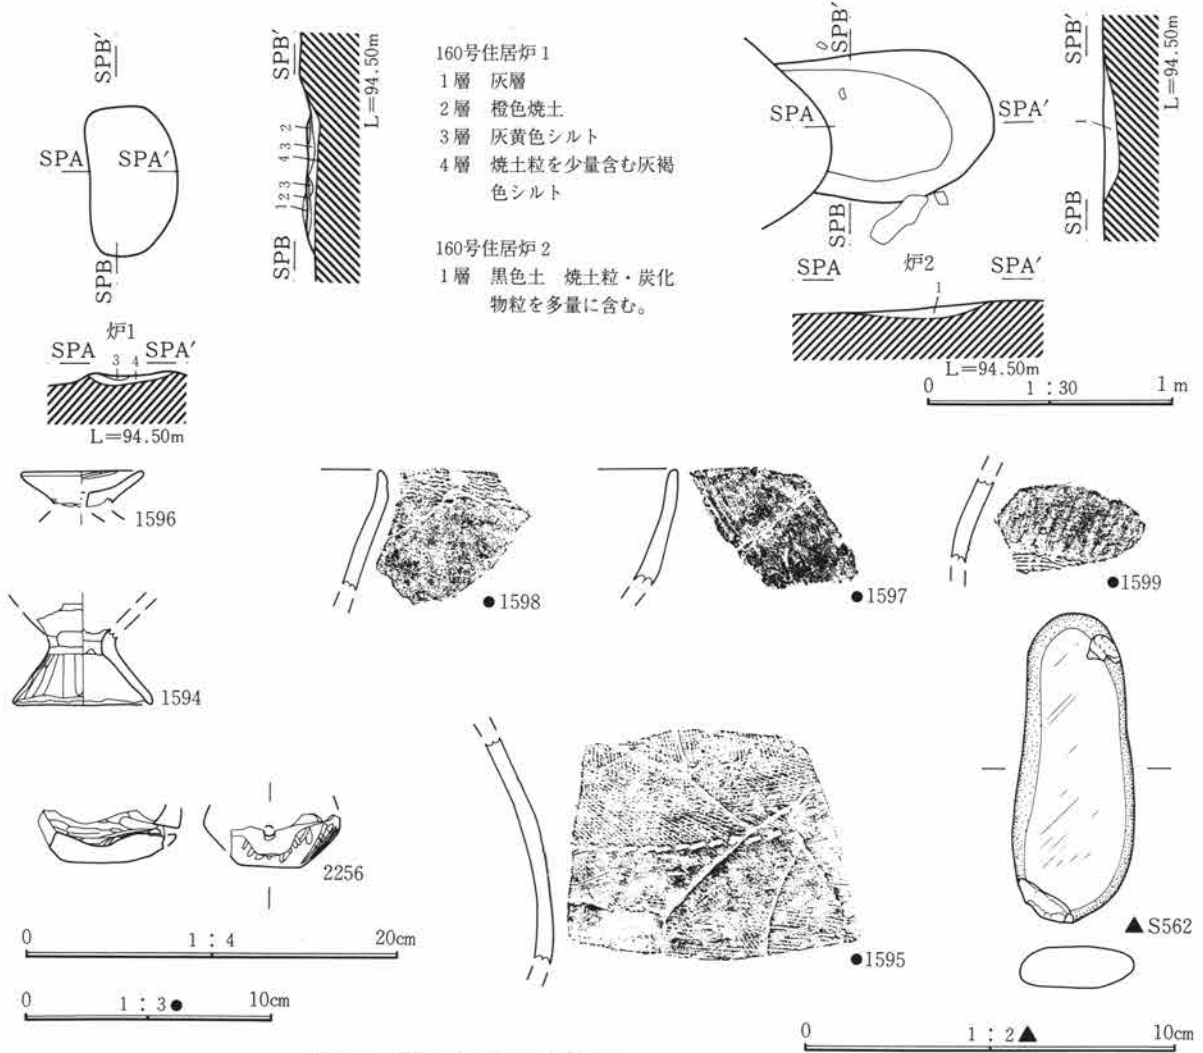 SPB′
SPA
SPA′
SPB
SPB′
2
3
4
3
2
1
SPB
L=94.50m
炉1
SPA
SPA′
3
4
L=94.50m
160号住居炉1
1層 灰層
2層 橙色焼土
3層 灰黄色シルト
4層 焼土粒を少量含む灰褐
色シルト
160号住居炉2
1層 黒色土 焼土粒・炭化
物粒を多量に含む。
SPB′
SPA
SPA′
SPB
SPB′
1
SPB
L=94.50m
炉2
SPA
SPA′
1
L=94.50m
0 1:30 1m
1596
●1598
●1597
●1599
1594
2256
●1595
▲S562
0 1:4 20cm
0 1:3● 10cm
0 1:2▲ 10cm